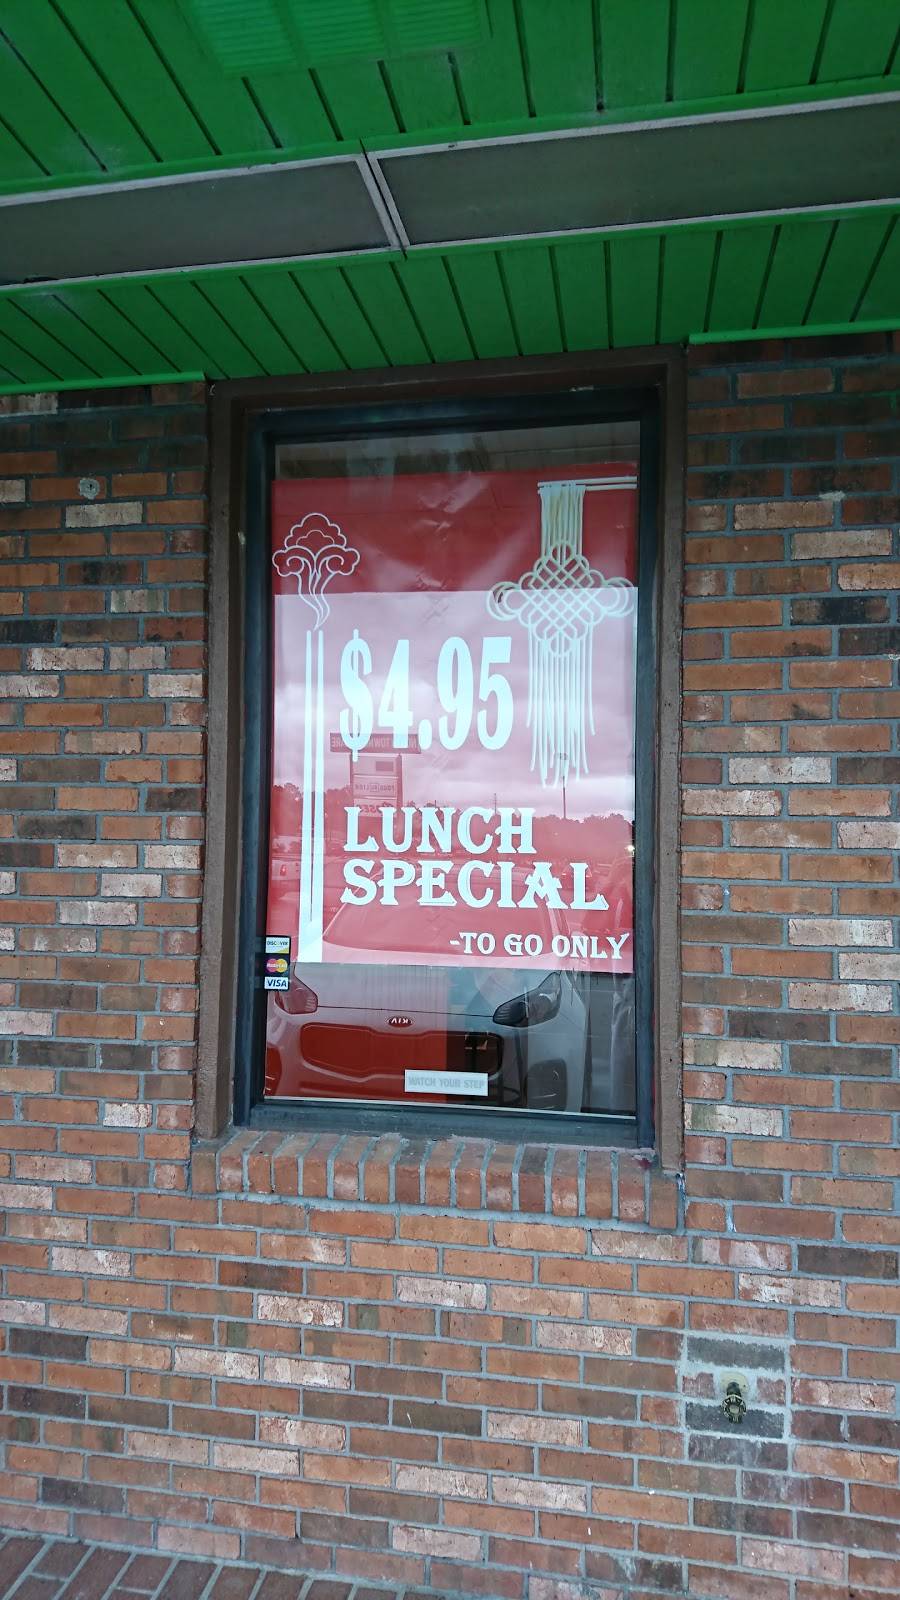 $4.95
LUNCH
SPECIAL
-TO GO ONLY
DISCOVER
VISA
KIA
WATCH YOUR STEP